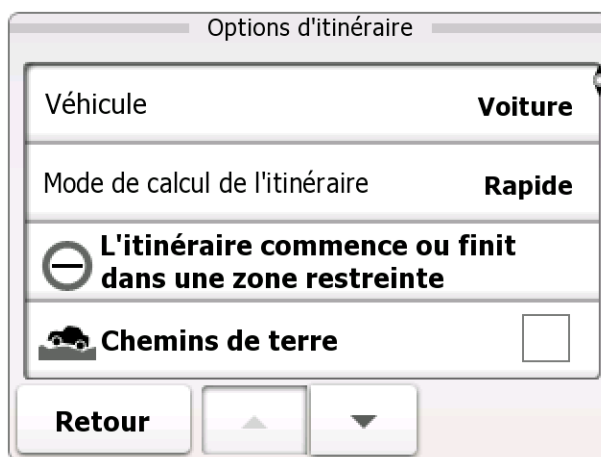 Options d'itinéraire
Véhicule Voiture
Mode de calcul de l'itinéraire Rapide
L'itinéraire commence ou finit
dans une zone restreinte
Chemins de terre
Retour